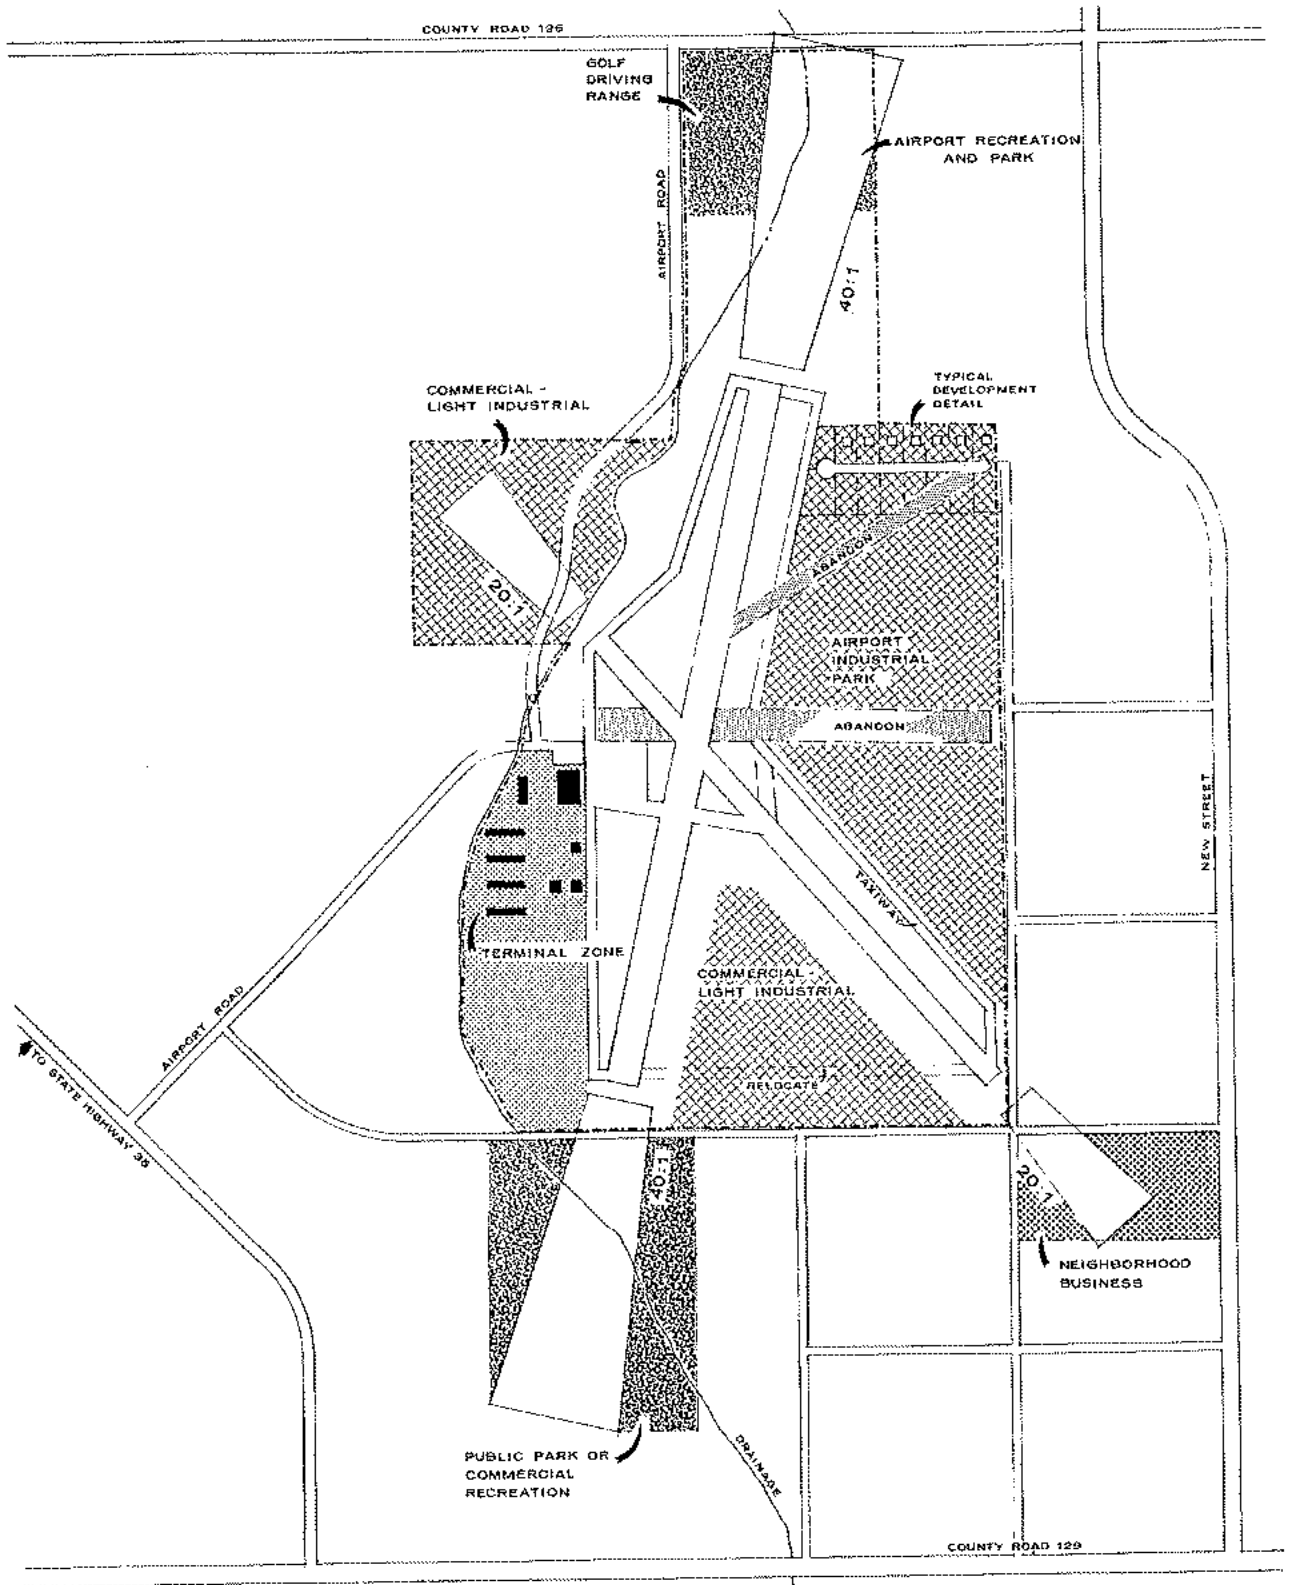 COUNTY ROAD 126
GOLF
DRIVING
RANGE
AIRPORT RECREATION
AND PARK
AIRPORT ROAD
40:1
TYPICAL
DEVELOPMENT
DETAIL
COMMERCIAL -
LIGHT INDUSTRIAL
ABANDON
20:1
AIRPORT
INDUSTRIAL
PARK
ABANDON
NEW STREET
TAXIWAY
TERMINAL ZONE
COMMERCIAL -
LIGHT INDUSTRIAL
AIRPORT ROAD
TO STATE HIGHWAY 35
RELOCATE
40:1
20:1
NEIGHBORHOOD
BUSINESS
PUBLIC PARK OR
COMMERCIAL
RECREATION
DRAINAGE
COUNTY ROAD 129